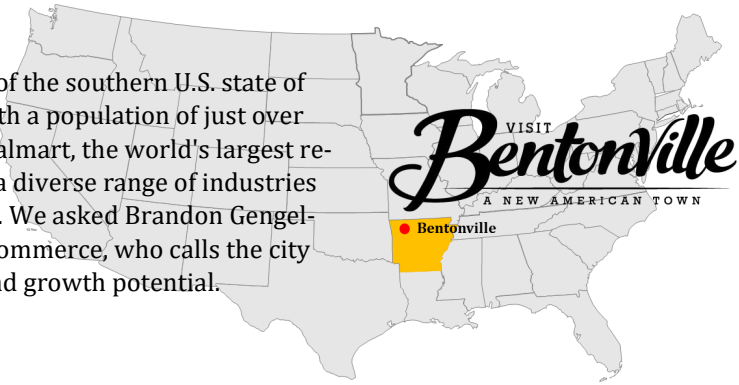 of the southern U.S. state of
th a population of just over
almart, the world's largest re-
a diverse range of industries
. We asked Brandon Gengel-
ommerce, who calls the city
nd growth potential.
VISIT
Bentonville
A NEW AMERICAN TOWN
Bentonville